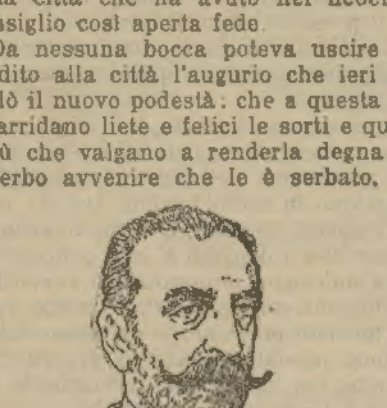 la città che ha avuto nel
nsiglio così aperta fede
Da nessuna bocca poteva uscire
dito alla città l'augurio che ieri
lò il nuovo podestà: che a questa
arridano liete e felici le sorti e qu
ù che valgano a renderla degna
erbo avvenire che le è serbato.